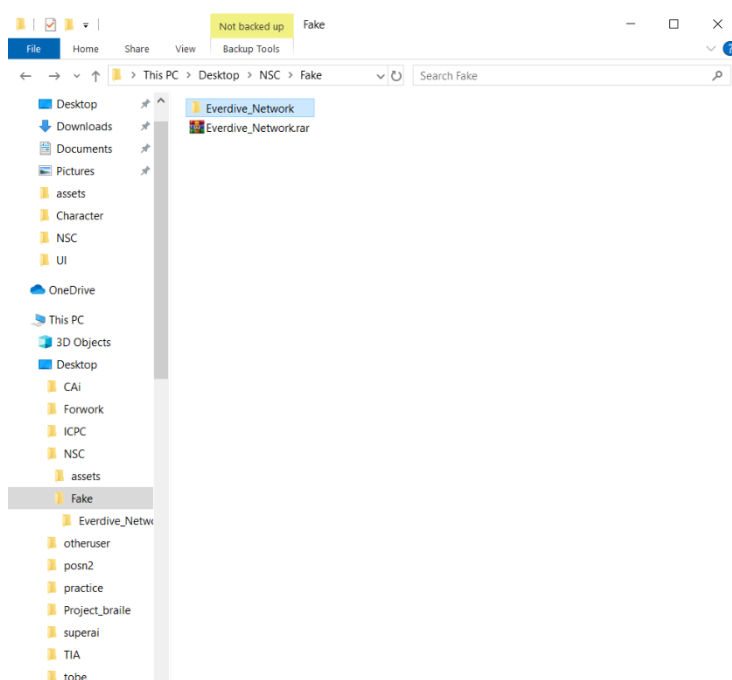 Not backed up Fake
File Home Share View Backup Tools
This PC > Desktop > NSC > Fake Search Fake
Desktop
Downloads
Documents
Pictures
assets
Character
NSC
UI
OneDrive
This PC
3D Objects
Desktop
CAi
Forwork
ICPC
NSC
assets
Fake
Everdive_Netwo
otheruser
posn2
practice
Project_braile
superai
TIA
tobe
Everdive_Network
Everdive_Network.rar